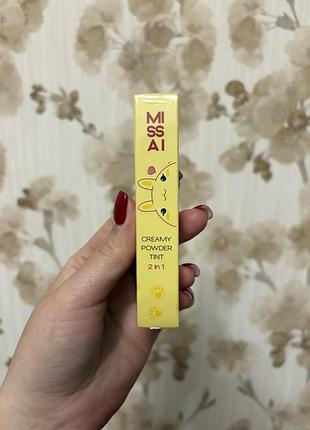 MI
SS
AI
CREAMY
POWDER
TINT
2 in 1